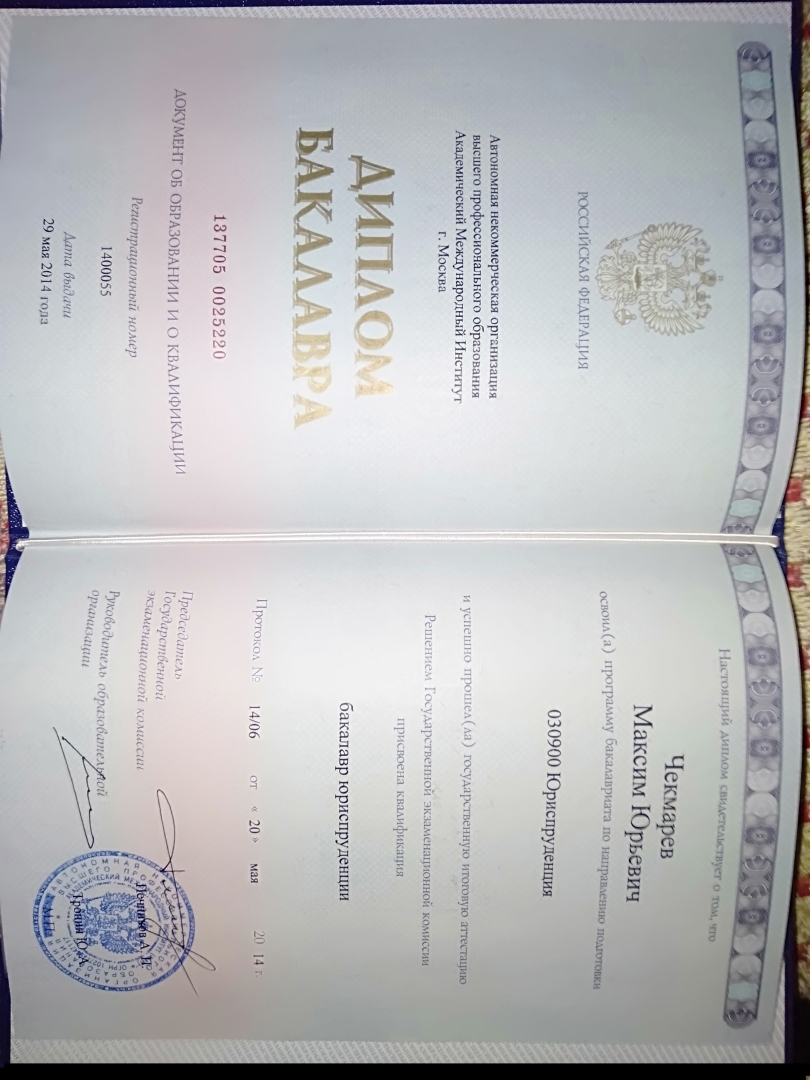 РОССИЙСКАЯ ФЕДЕРАЦИЯ
Автономная некоммерческая организация
высшего профессионального образования
Академический Международный Институт
г. Москва
ДИПЛОМ
БАКАЛАВРА
137705 0025220
ДОКУМЕНТ ОБ ОБРАЗОВАНИИ И О КВАЛИФИКАЦИИ
Регистрационный номер
1400055
Дата выдачи
29 мая 2014 года
Настоящий диплом свидетельствует о том, что
Чекмарев
Максим Юрьевич
освоил(а) программу бакалавриата по направлению подготовки
030900 Юриспруденция
и успешно прошел(ла) государственную итоговую аттестацию
Решением Государственной экзаменационной комиссии
присвоена квалификация
бакалавр юриспруденции
Протокол № 14/06 от « 20 » мая 20 14 г.
Председатель
Государственной
экзаменационной комиссии
Руководитель образовательной
организации
М.П.